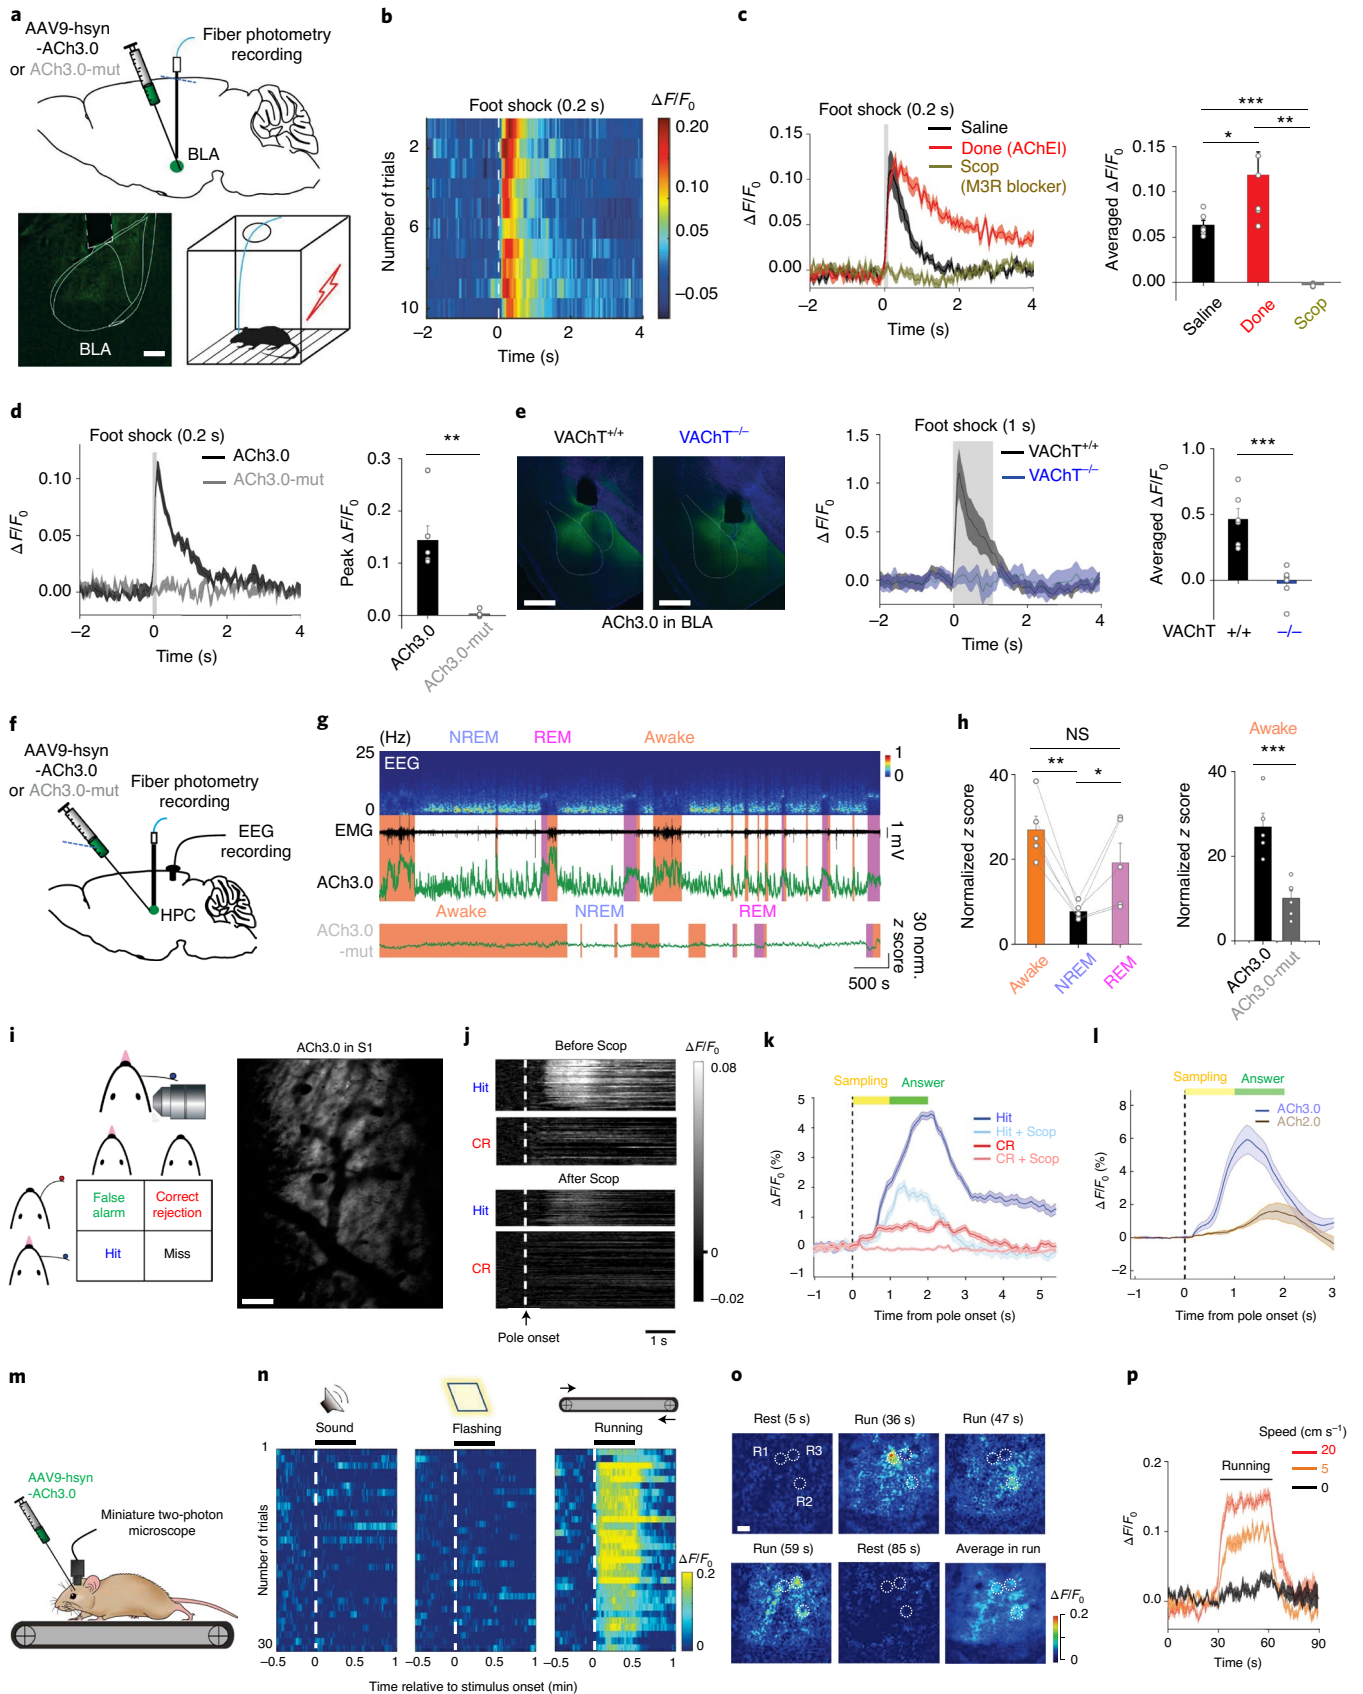 a
AAV9-hsyn
-ACh3.0
or ACh3.0-mut
Fiber photometry
recording
BLA
BLA
b
Foot shock (0.2 s)
ΔF/F0
0.20
0.10
0.05
−0.05
Number of trials
2
6
10
−2
0
2
4
Time (s)
c
Foot shock (0.2 s)
Saline
Done (AChEI)
Scop
(M3R blocker)
ΔF/F0
0.15
0.10
0.05
0.00
−2
0
2
4
Time (s)
***
**
*
Averaged ΔF/F0
0.15
0.10
0.05
0.00
Saline
Done
Scop
d
Foot shock (0.2 s)
ACh3.0
ACh3.0-mut
ΔF/F0
0.10
0.05
0.00
−2
0
2
4
Time (s)
**
Peak ΔF/F0
0.3
0.2
0.1
0.0
ACh3.0
ACh3.0-mut
e
VAChT+/+
VAChT−/−
ACh3.0 in BLA
Foot shock (1 s)
VAChT+/+
VAChT−/−
ΔF/F0
1.5
1.0
0.5
0.0
−2
0
2
4
Time (s)
***
Averaged ΔF/F0
1.0
0.5
0.0
VAChT +/+ −/−
f
AAV9-hsyn
-ACh3.0
or ACh3.0-mut
Fiber photometry
recording
EEG
recording
HPC
g
(Hz)
NREM
REM
Awake
25
EEG
0
1
0
EMG
1 mV
ACh3.0
Awake
NREM
REM
ACh3.0
-mut
30 norm.
z score
500 s
h
NS
**
*
Normalized z score
40
20
0
Awake
NREM
REM
Awake
***
Normalized z score
40
20
0
ACh3.0
ACh3.0-mut
i
False
alarm
Correct
rejection
Hit
Miss
ACh3.0 in S1
j
Before Scop
Hit
CR
After Scop
Hit
CR
Pole onset
1 s
ΔF/F0
0.08
0
−0.02
k
Sampling
Answer
Hit
Hit + Scop
CR
CR + Scop
ΔF/F0 (%)
5
4
3
2
1
0
−1
−1
0
1
2
3
4
5
Time from pole onset (s)
l
Sampling
Answer
ACh3.0
ACh2.0
ΔF/F0 (%)
8
6
4
2
0
−2
−1
0
1
2
3
Time from pole onset (s)
m
AAV9-hsyn
-ACh3.0
Miniature two-photon
microscope
n
Sound
Flashing
Running
Number of trials
1
30
−0.5
0
1
−0.5
0
1
−0.5
0
1
Time relative to stimulus onset (min)
ΔF/F0
0.2
0
o
Rest (5 s)
Run (36 s)
Run (47 s)
R1
R3
R2
Run (59 s)
Rest (85 s)
Average in run
ΔF/F0
0.2
0
p
Speed (cm s−1)
20
5
0
Running
ΔF/F0
0.2
0.1
0.0
0
30
60
90
Time (s)